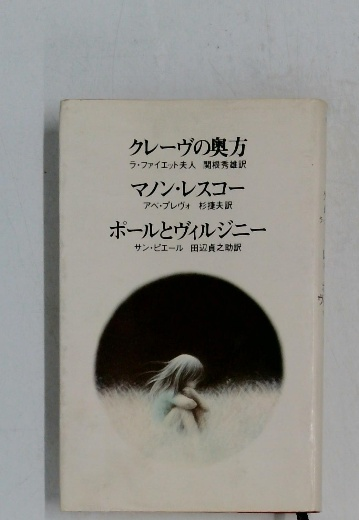 クレーヴの奥方
ラ・ファイエット夫人 関根秀雄訳
マノン・レスコー
アベ・プレヴォ 杉捷夫訳
ポールとヴィルジニー
サン・ピエール 田辺貞之助訳